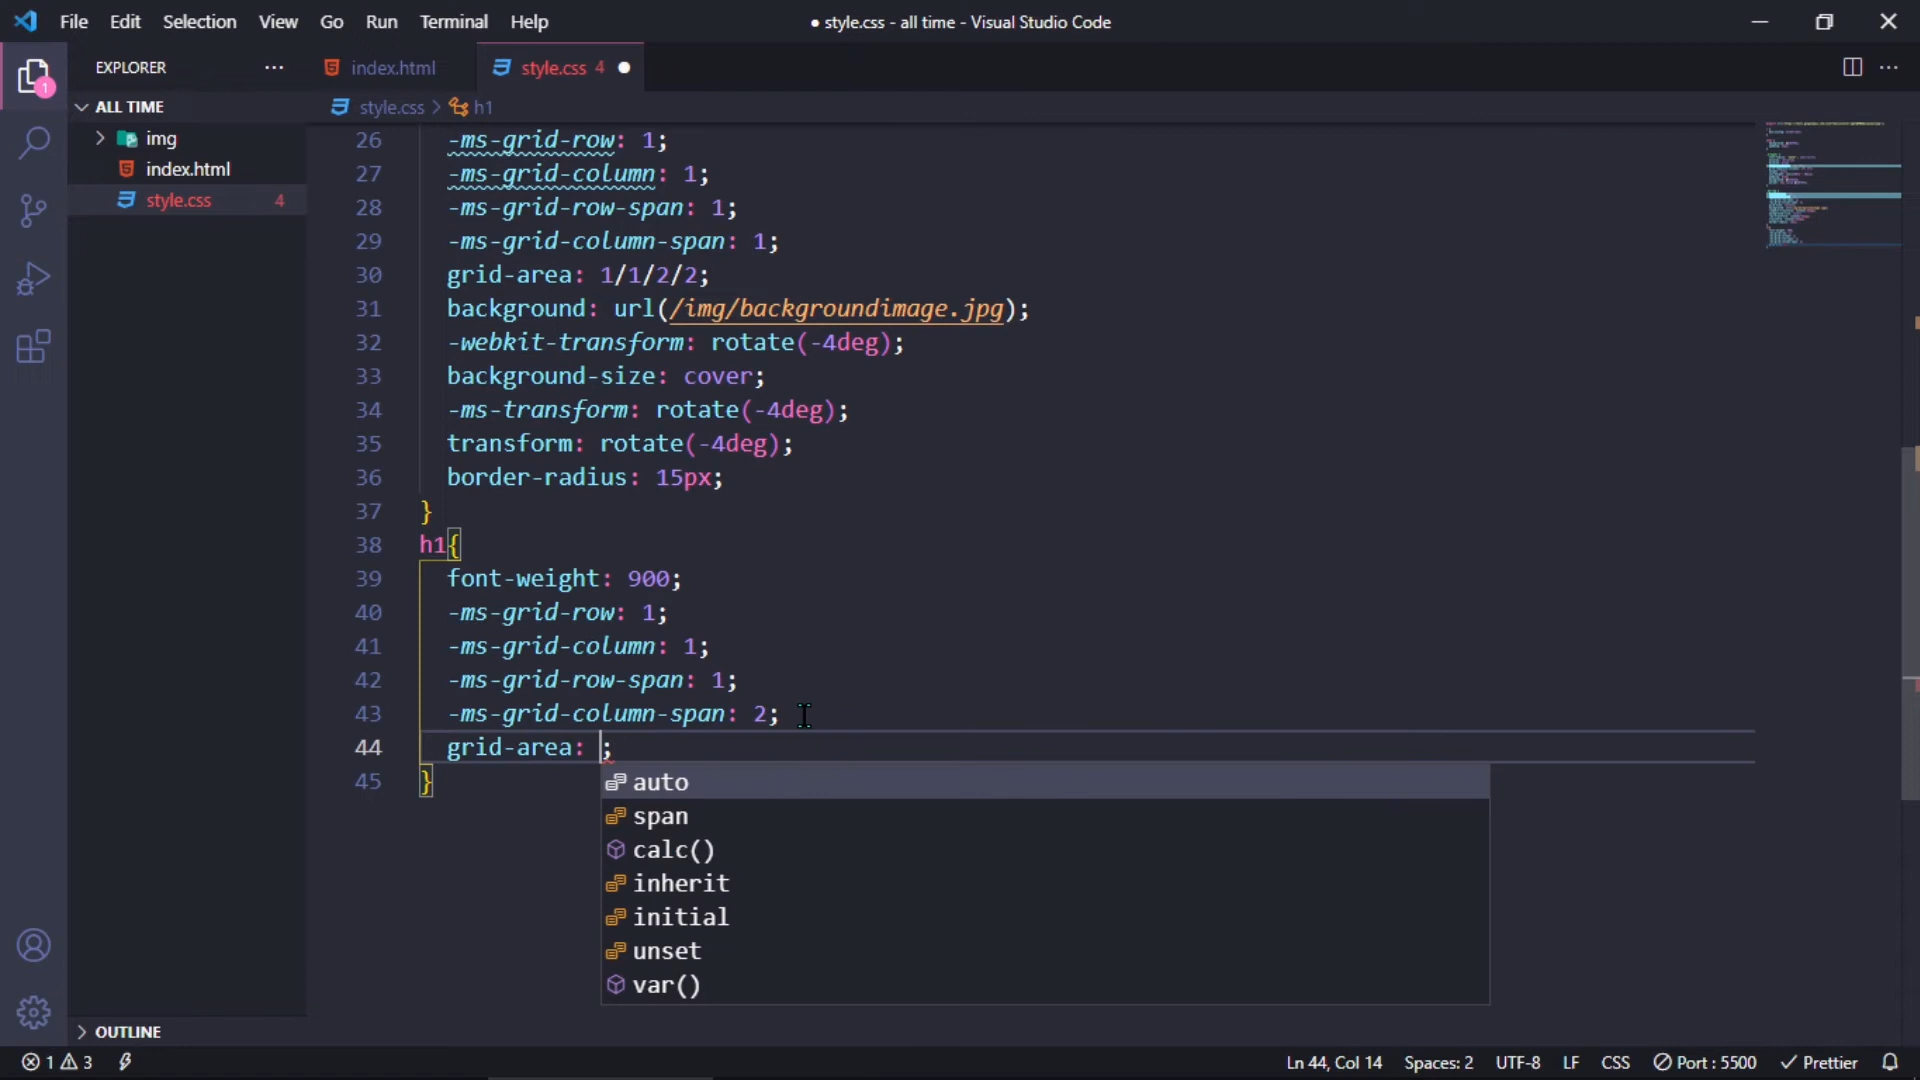 File Edit Selection View Go Run Terminal Help
● style.css - all time - Visual Studio Code
EXPLORER
index.html
style.css 4
ALL TIME
img
index.html
style.css 4
style.css > h1
26 -ms-grid-row: 1;
27 -ms-grid-column: 1;
28 -ms-grid-row-span: 1;
29 -ms-grid-column-span: 1;
30 grid-area: 1/1/2/2;
31 background: url(/img/backgroundimage.jpg);
32 -webkit-transform: rotate(-4deg);
33 background-size: cover;
34 -ms-transform: rotate(-4deg);
35 transform: rotate(-4deg);
36 border-radius: 15px;
37 }
38 h1{
39 font-weight: 900;
40 -ms-grid-row: 1;
41 -ms-grid-column: 1;
42 -ms-grid-row-span: 1;
43 -ms-grid-column-span: 2;
44 grid-area: ;
45 }
auto
span
calc()
inherit
initial
unset
var()
1
OUTLINE
1 3
Ln 44, Col 14 Spaces: 2 UTF-8 LF CSS Port : 5500 Prettier